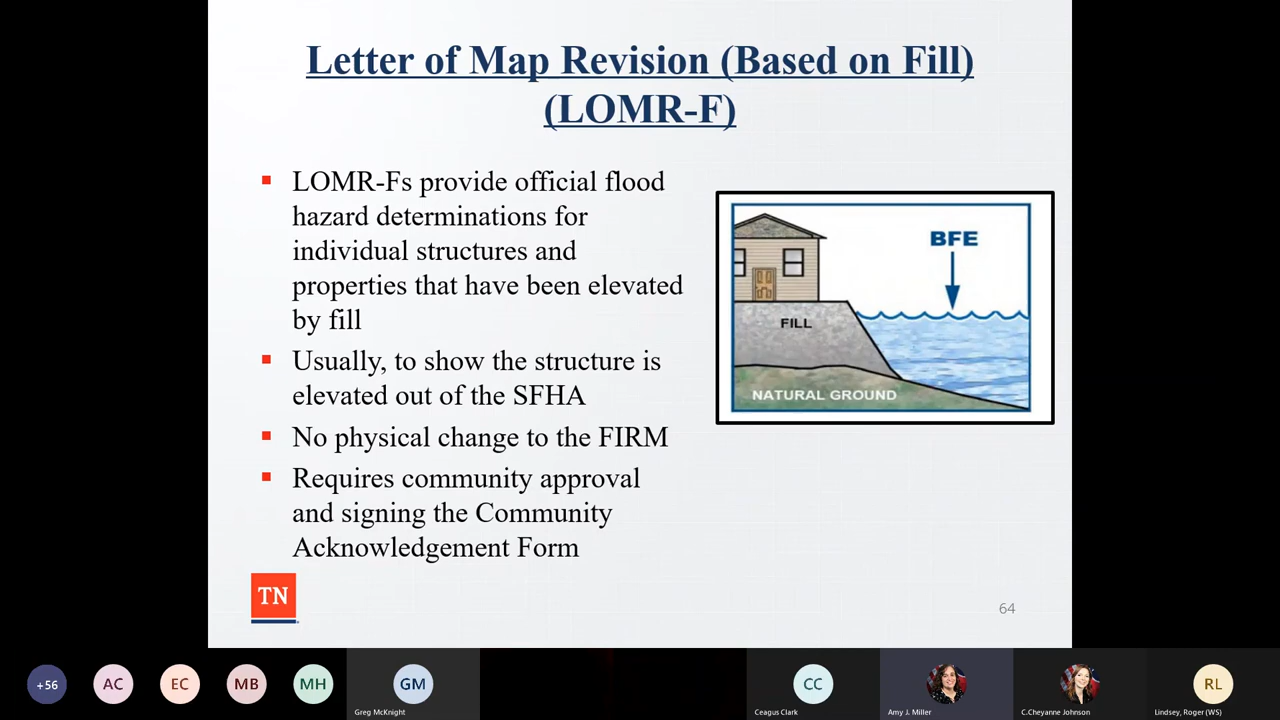 Letter of Map Revision (Based on Fill)
(LOMR-F)
LOMR-Fs provide official flood
hazard determinations for
individual structures and
properties that have been elevated
by fill
Usually, to show the structure is
elevated out of the SFHA
No physical change to the FIRM
Requires community approval
and signing the Community
Acknowledgement Form
BFE
FILL
NATURAL GROUND
TN
64
+56
AC
EC
MB
MH
GM
Greg McKnight
CC
Ceagus Clark
Amy J. Miller
C.Cheyanne Johnson
RL
Lindsey, Roger (WS)